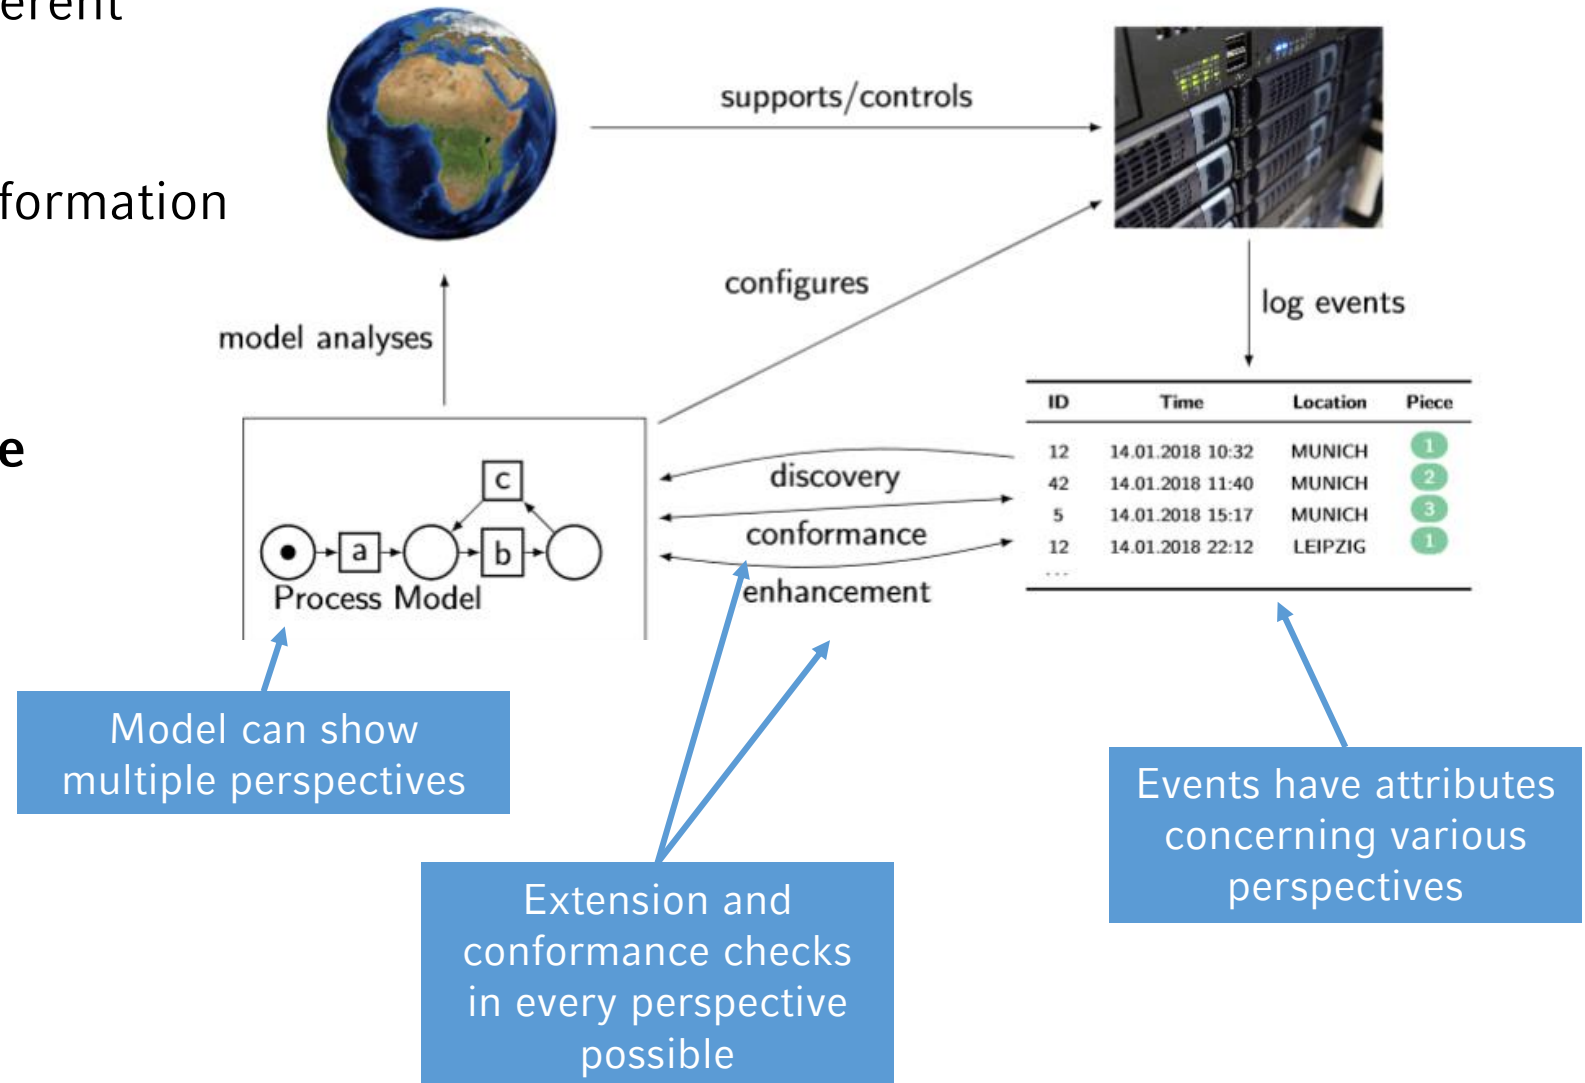 erent
supports/controls
formation
configures
log events
model analyses
ID Time Location Piece
e
12 14.01.2018 10:32 MUNICH 1
42 14.01.2018 11:40 MUNICH 2
5 14.01.2018 15:17 MUNICH 3
12 14.01.2018 22:12 LEIPZIG 1
...
discovery
conformance
enhancement
c
a
b
Process Model
Model can show
multiple perspectives
Events have attributes
concerning various
perspectives
Extension and
conformance checks
in every perspective
possible